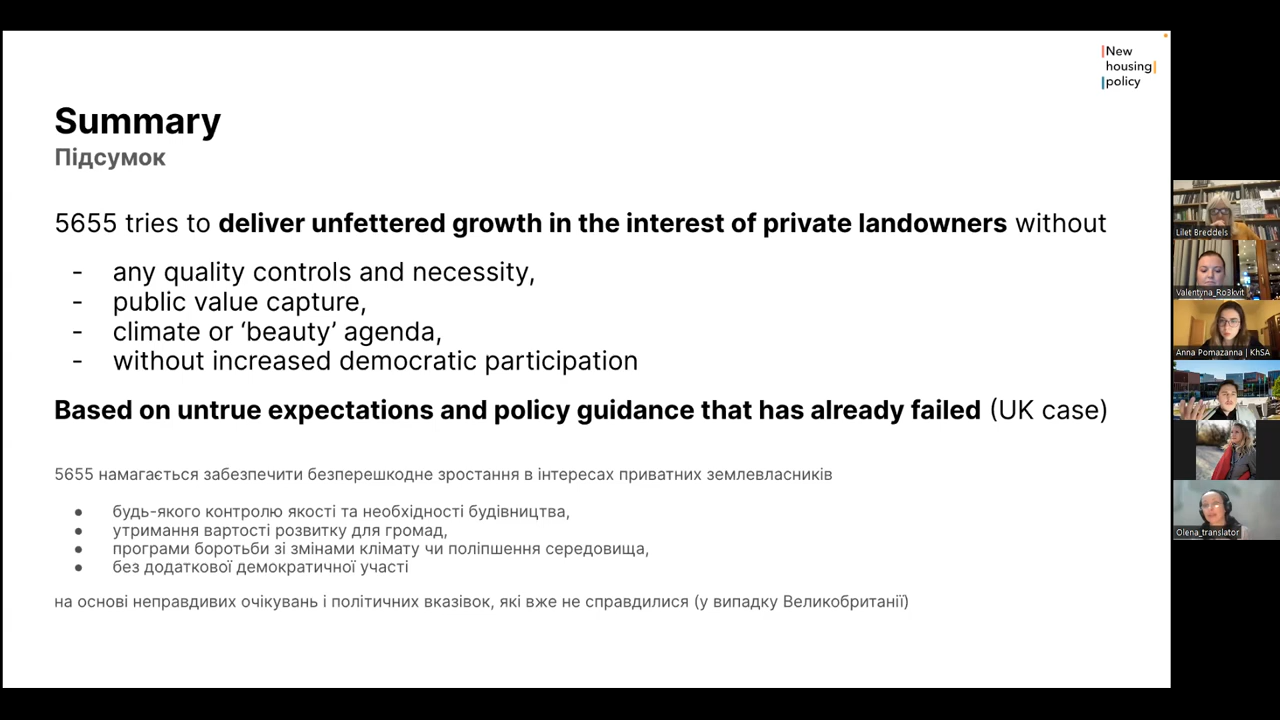 New
housing
policy
Summary
Підсумок
5655 tries to deliver unfettered growth in the interest of private landowners without
- any quality controls and necessity,
- public value capture,
- climate or ‘beauty’ agenda,
- without increased democratic participation
Based on untrue expectations and policy guidance that has already failed (UK case)
5655 намагається забезпечити безперешкодне зростання в інтересах приватних землевласників
● будь-якого контролю якості та необхідності будівництва,
● утримання вартості розвитку для громад,
● програми боротьби зі змінами клімату чи поліпшення середовища,
● без додаткової демократичної участі
на основі неправдивих очікувань і політичних вказівок, які вже не справдилися (у випадку Великобританії)
Lilet Breddels
Valentyna_Ro3kvit
Anna Pomazanna | KhSA
Olena_translator